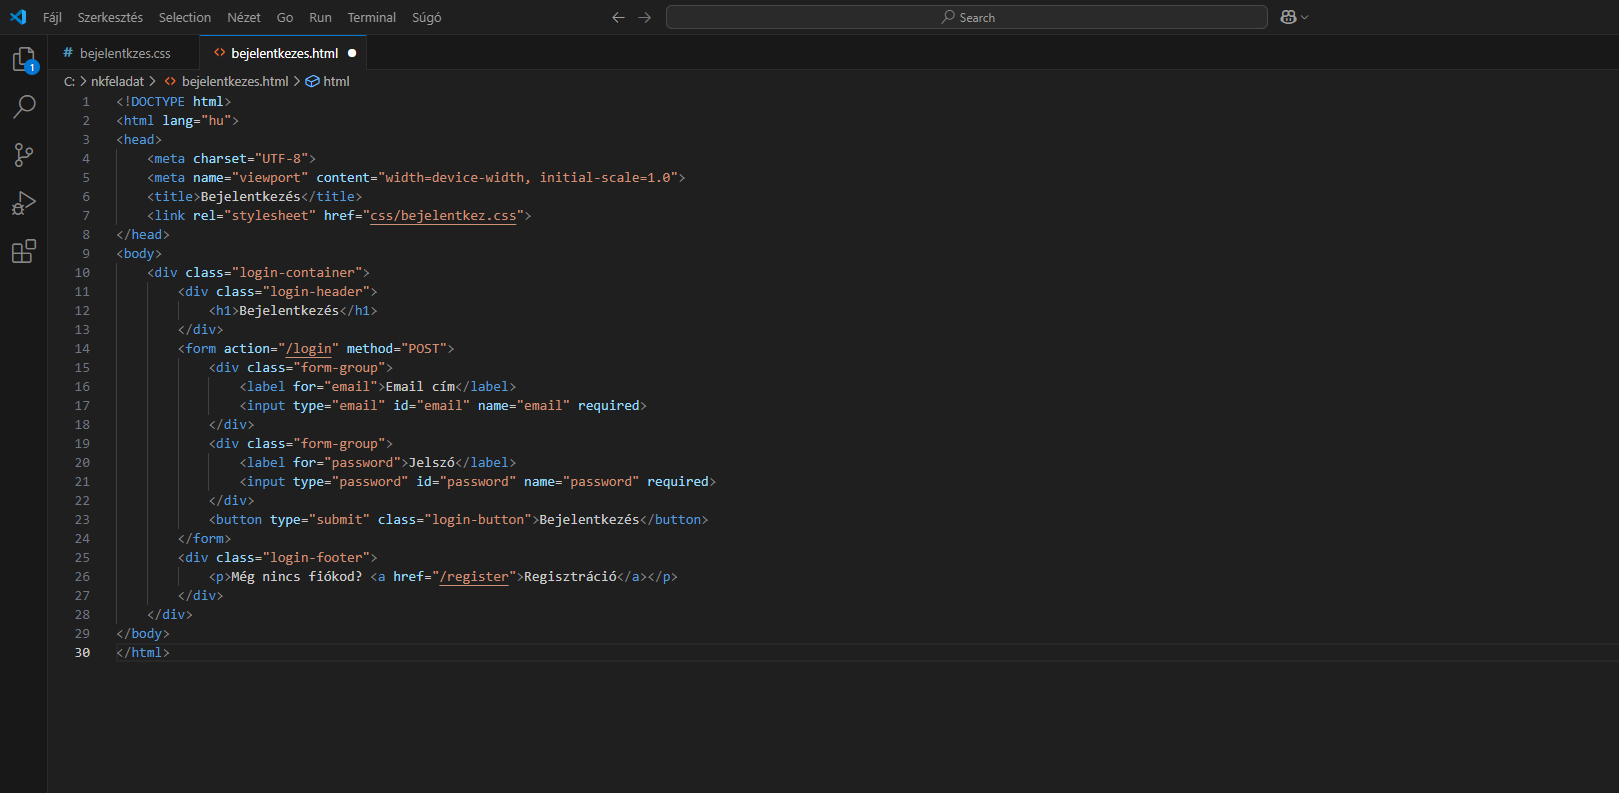 Fájl Szerkesztés Selection Nézet Go Run Terminal Súgó Search
1
# bejelentkzes.css <> bejelentkezes.html
C: > nkfeladat > <> bejelentkezes.html > html
1 <!DOCTYPE html>
2 <html lang="hu">
3 <head>
4 <meta charset="UTF-8">
5 <meta name="viewport" content="width=device-width, initial-scale=1.0">
6 <title>Bejelentkezés</title>
7 <link rel="stylesheet" href="css/bejelentkez.css">
8 </head>
9 <body>
10 <div class="login-container">
11 <div class="login-header">
12 <h1>Bejelentkezés</h1>
13 </div>
14 <form action="/login" method="POST">
15 <div class="form-group">
16 <label for="email">Email cím</label>
17 <input type="email" id="email" name="email" required>
18 </div>
19 <div class="form-group">
20 <label for="password">Jelszó</label>
21 <input type="password" id="password" name="password" required>
22 </div>
23 <button type="submit" class="login-button">Bejelentkezés</button>
24 </form>
25 <div class="login-footer">
26 <p>Még nincs fiókod? <a href="/register">Regisztráció</a></p>
27 </div>
28 </div>
29 </body>
30 </html>